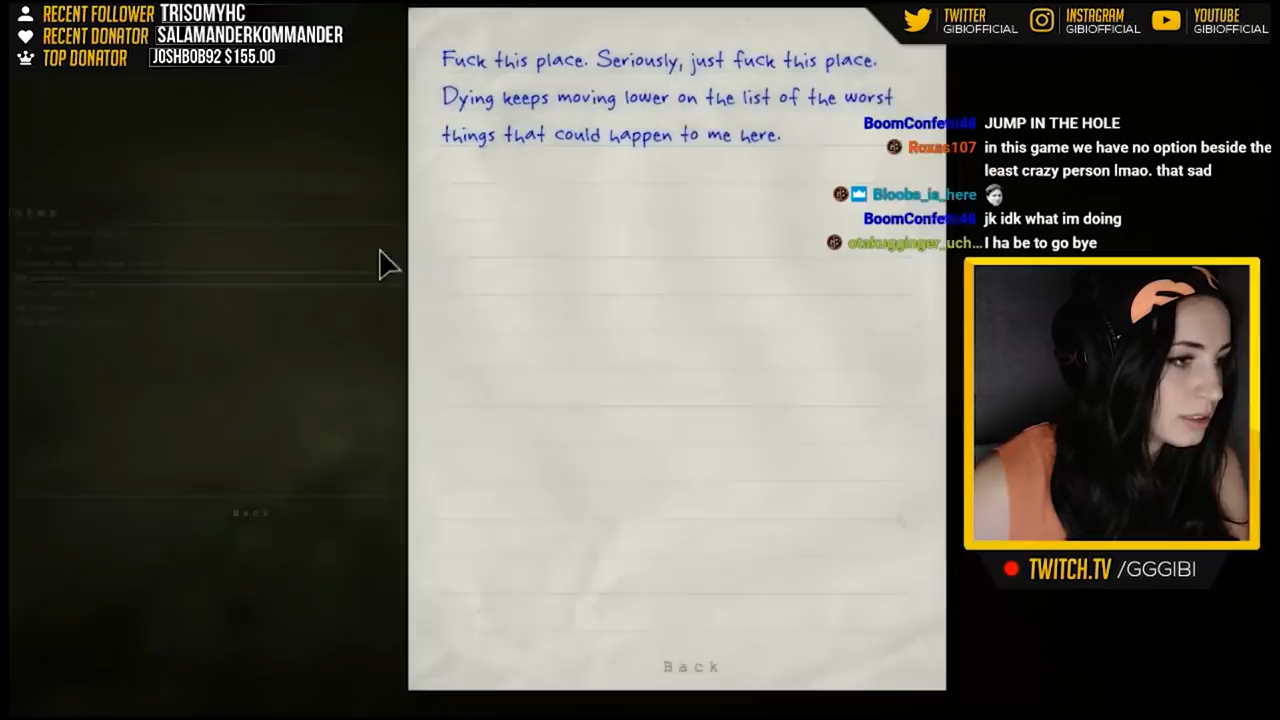 RECENT FOLLOWER TRISOMYHC
RECENT DONATOR SALAMANDERKOMMANDER
TOP DONATOR JOSHBOB92 $155.00
TWITTER
GIBIOFFICIAL
INSTAGRAM
GIBIOFFICIAL
YOUTUBE
GIBIOFFICIAL
Fuck this place. Seriously, just fuck this place.
Dying keeps moving lower on the list of the worst
things that could happen to me here.
JUMP IN THE HOLE
Roxas107 in this game we have no option beside the
least crazy person lmao. that sad
Blooba_is_here
jk idk what im doing
I ha be to go bye
Back
Back
TWITCH.TV/GGGIBI